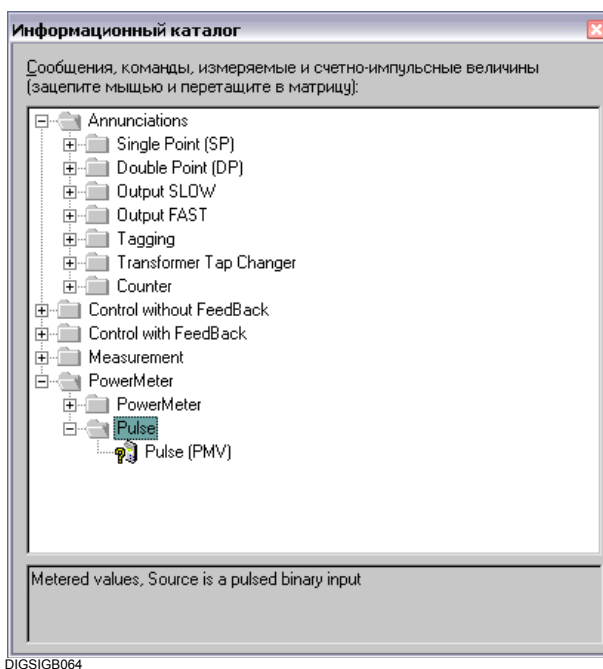 Информационный каталог
Сообщения, команды, измеряемые и счетно-импульсные величины
(зацепите мышью и перетащите в матрицу):
Annunciations
Single Point (SP)
Double Point (DP)
Output SLOW
Output FAST
Tagging
Transformer Tap Changer
Counter
Control without FeedBack
Control with FeedBack
Measurement
PowerMeter
PowerMeter
Pulse
Pulse (PMV)
Metered values, Source is a pulsed binary input
DIGSIGB064